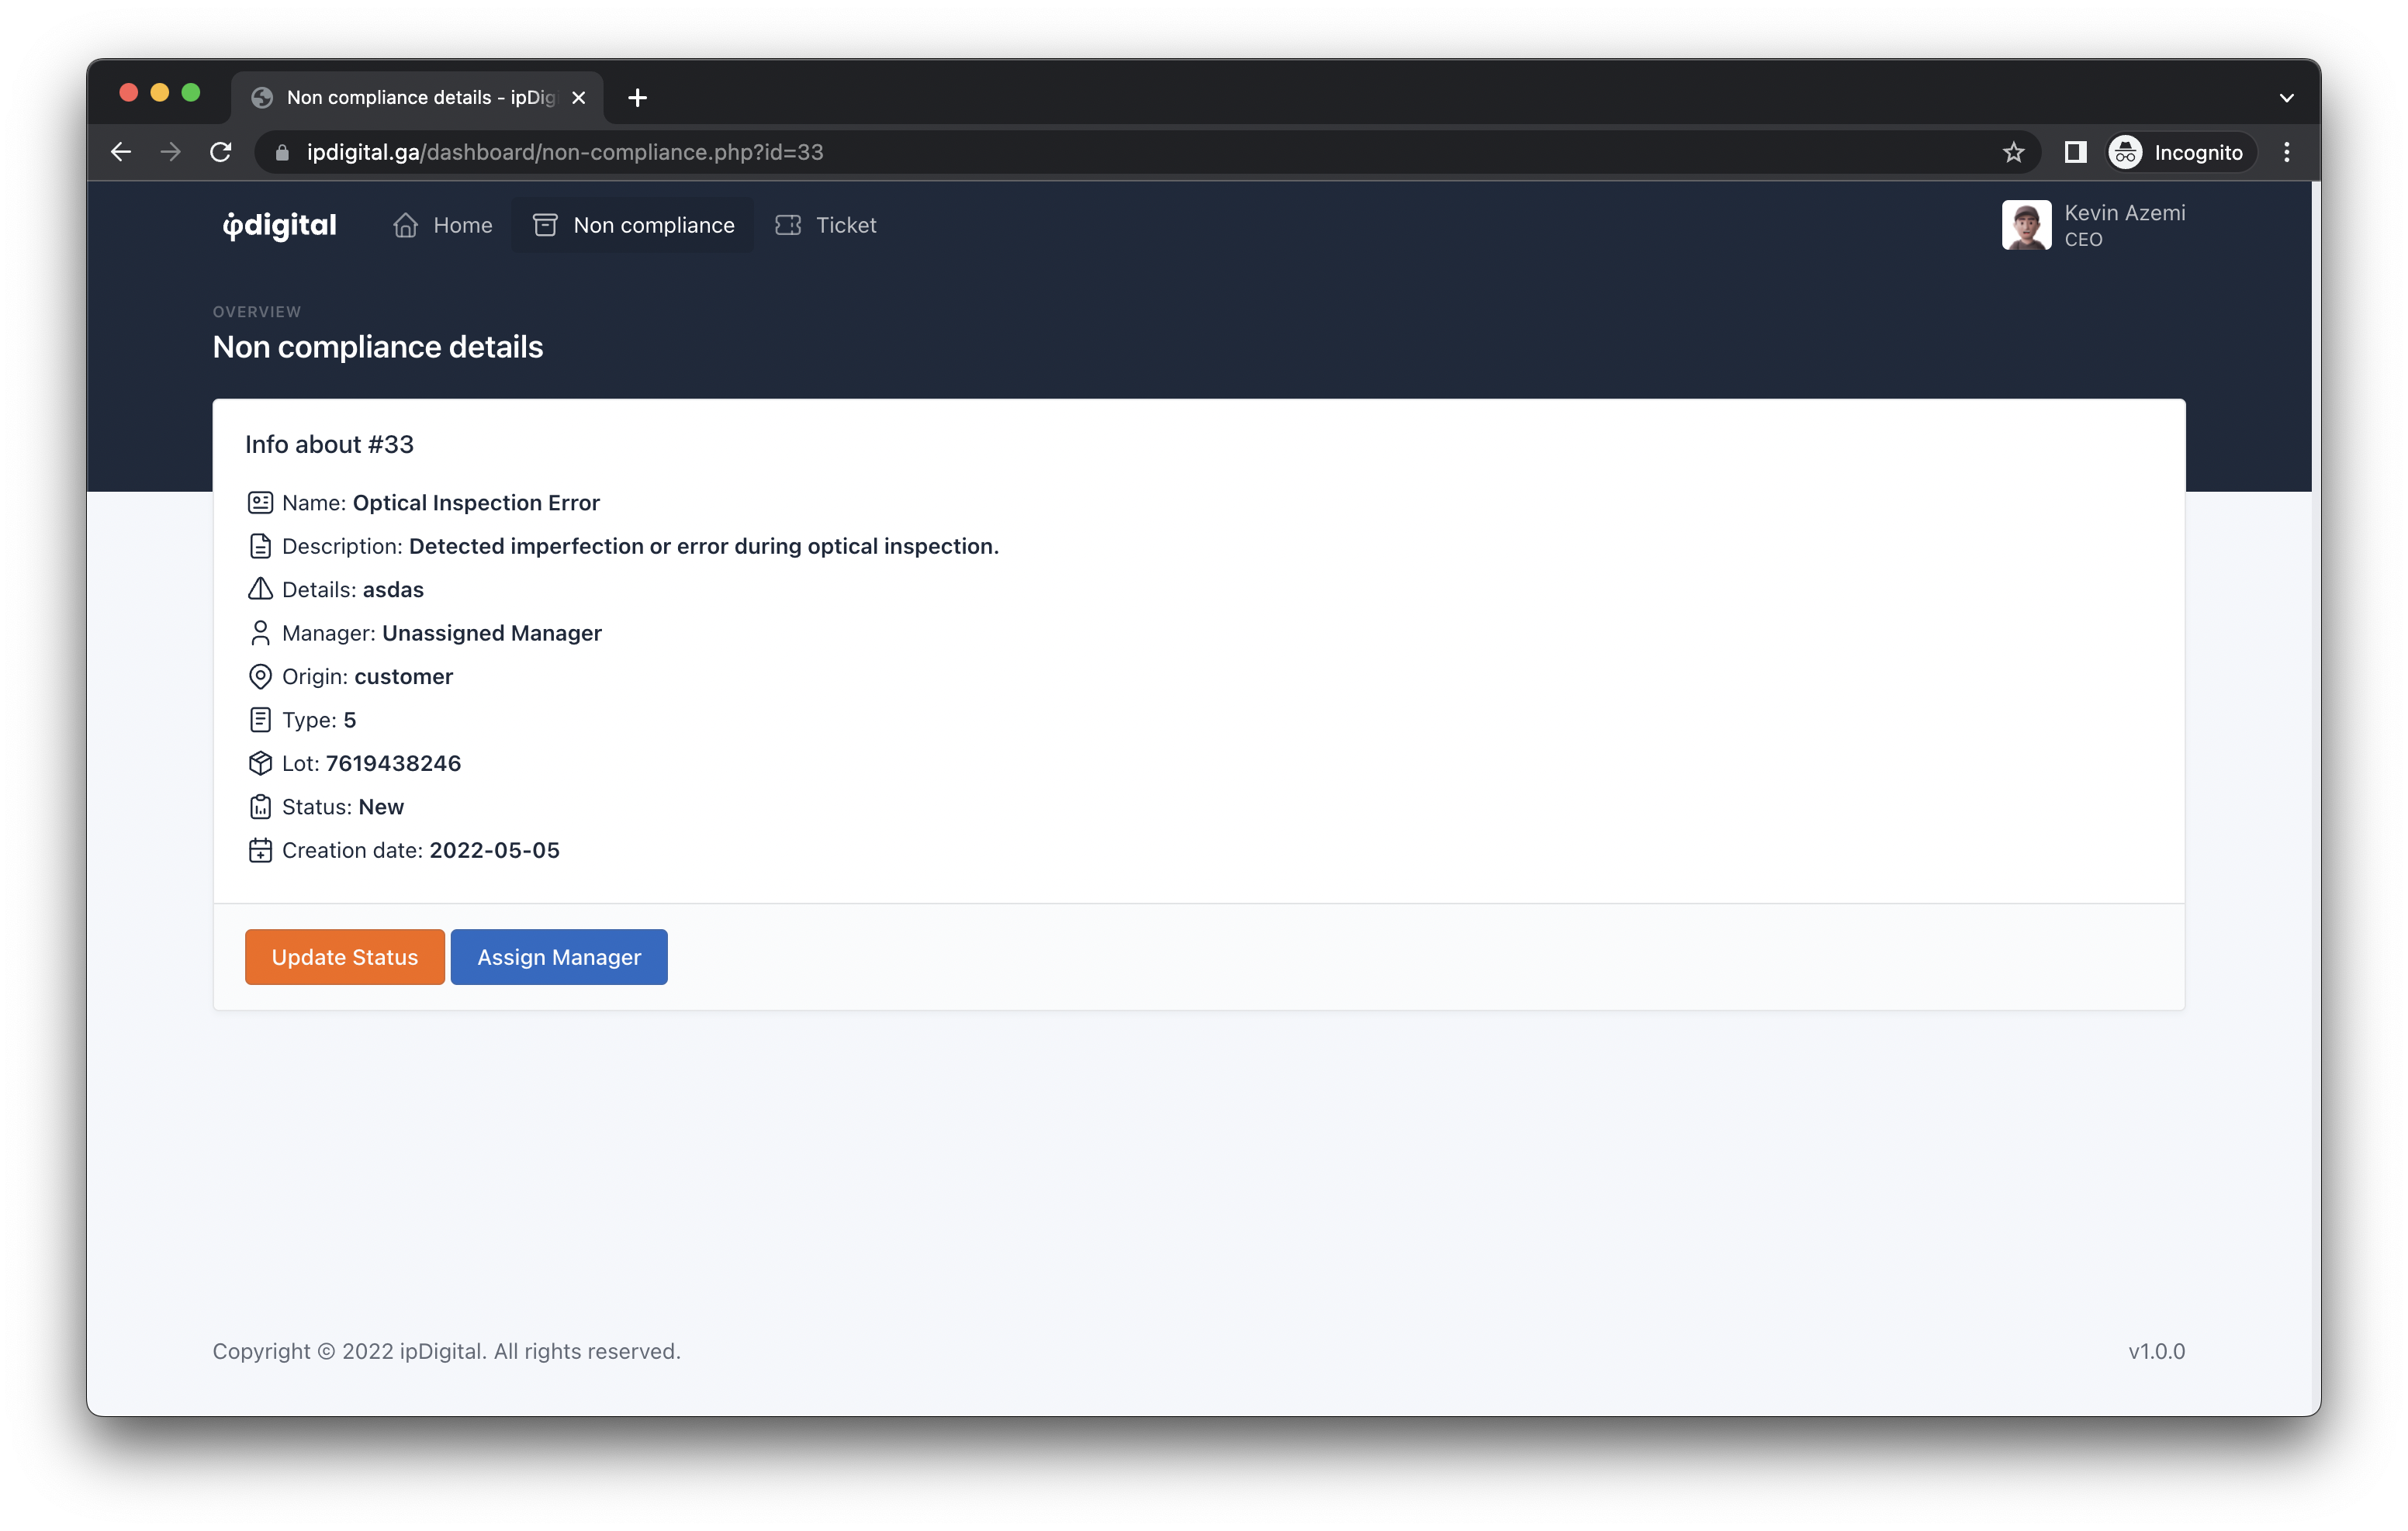 Non compliance details - ipDig
ipdigital.ga/dashboard/non-compliance.php?id=33
Incognito
ipdigital
Home
Non compliance
Ticket
Kevin Azemi
CEO
OVERVIEW
Non compliance details
Info about #33
Name: Optical Inspection Error
Description: Detected imperfection or error during optical inspection.
Details: asdas
Manager: Unassigned Manager
Origin: customer
Type: 5
Lot: 7619438246
Status: New
Creation date: 2022-05-05
Update Status
Assign Manager
Copyright © 2022 ipDigital. All rights reserved.
v1.0.0